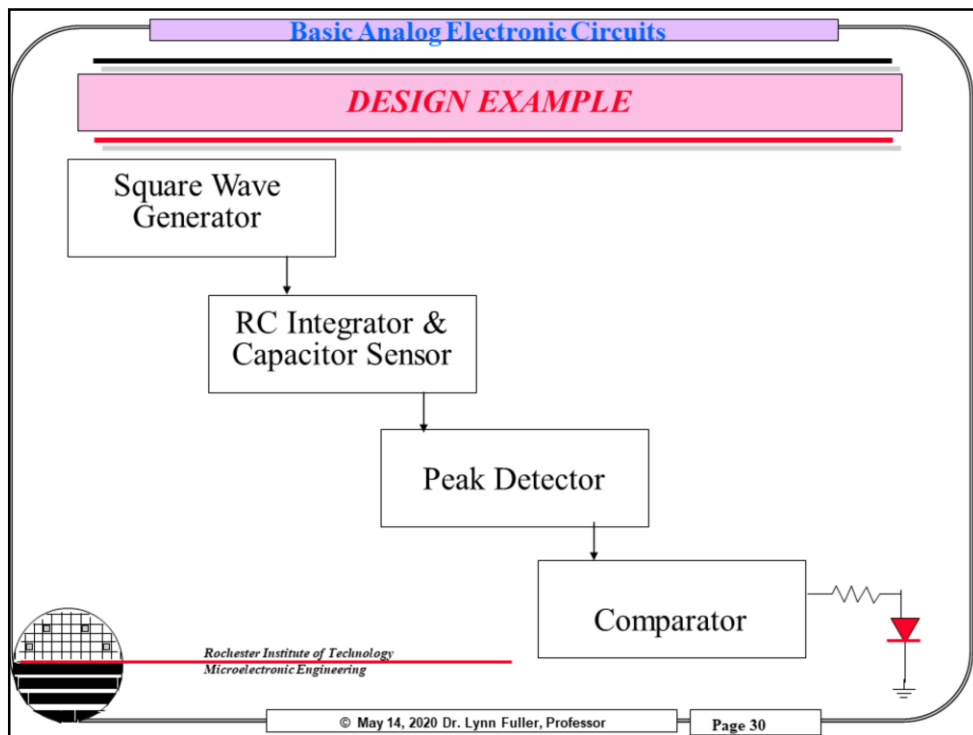 Basic Analog Electronic Circuits
DESIGN EXAMPLE
Square Wave
Generator
RC Integrator &
Capacitor Sensor
Peak Detector
Comparator
Rochester Institute of Technology
Microelectronic Engineering
© May 14, 2020 Dr. Lynn Fuller, Professor
Page 30